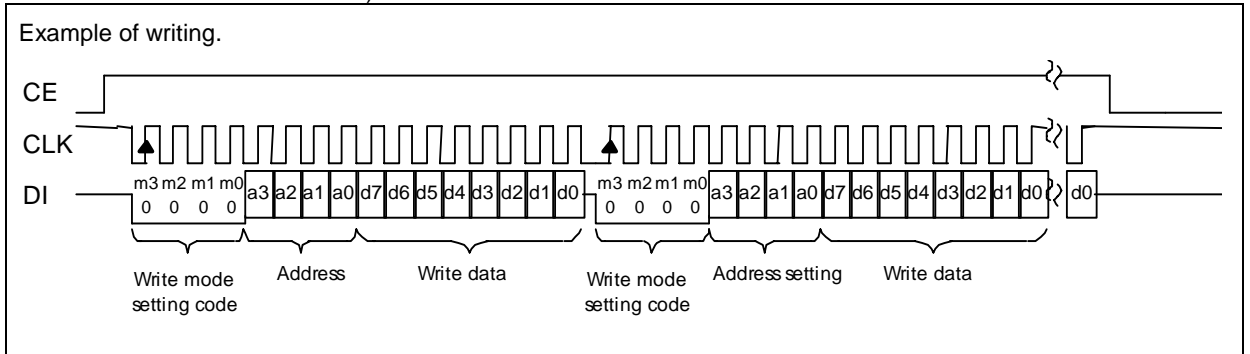 Example of writing.
CE
CLK
DI
m3 m2 m1 m0 a3 a2 a1 a0 d7 d6 d5 d4 d3 d2 d1 d0 m3 m2 m1 m0 a3 a2 a1 a0 d7 d6 d5 d4 d3 d2 d1 d0 d0
0 0 0 0 0 0 0 0
Write mode setting code
Address
Write data
Write mode setting code
Address setting
Write data